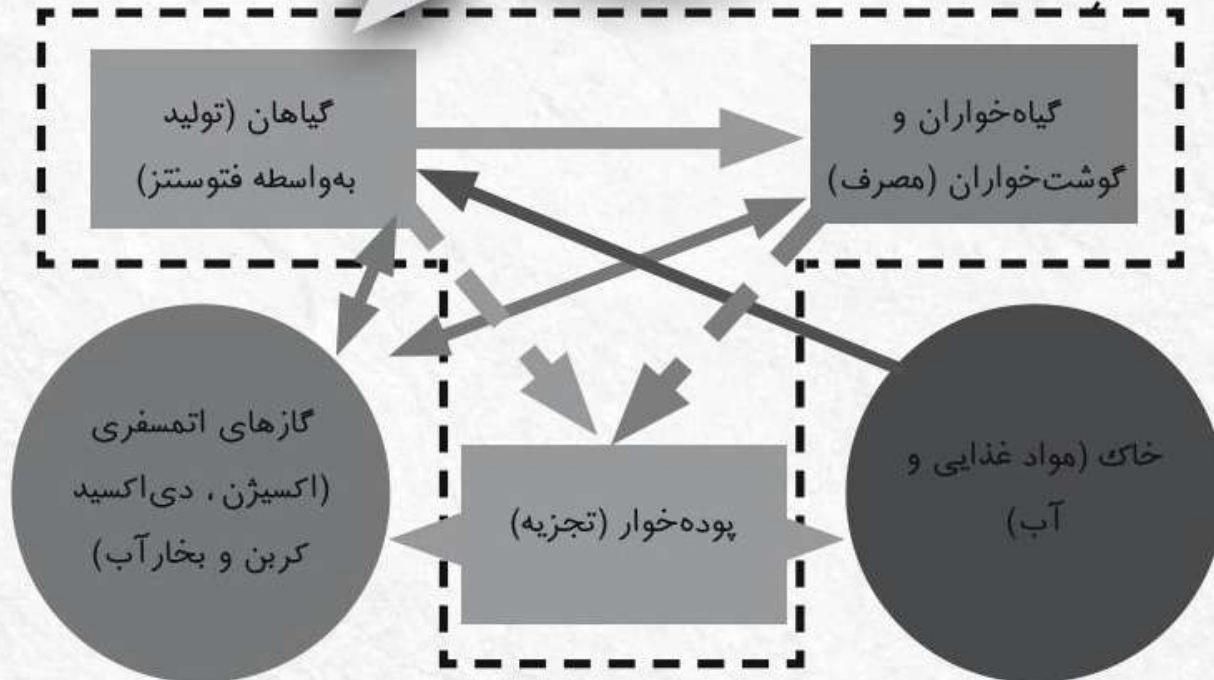 گیاه‌خواران و
گوشت‌خواران (مصرف)
گیاهان (تولید
به‌واسطه فتوسنتز)
خاک (مواد غذایی و
آب)
پوده‌خوار (تجزیه)
گازهای اتمسفری
(اکسیژن، دی‌اکسید
کربن و بخارآب)